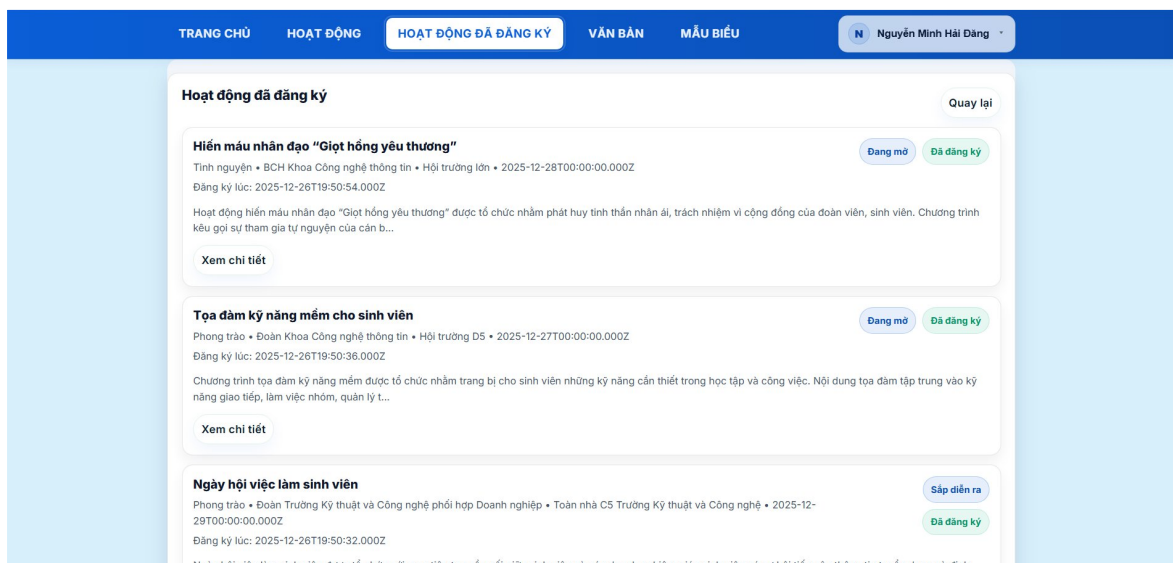 TRANG CHỦ HOẠT ĐỘNG HOẠT ĐỘNG ĐÃ ĐĂNG KÝ VĂN BẢN MẪU BIỂU N Nguyễn Minh Hải Đăng
Hoạt động đã đăng ký
Quay lại
Hiến máu nhân đạo “Giọt hồng yêu thương”
Đang mở Đã đăng ký
Tình nguyện • BCH Khoa Công nghệ thông tin • Hội trường lớn • 2025-12-28T00:00:00.000Z
Đăng ký lúc: 2025-12-26T19:50:54.000Z
Hoạt động hiến máu nhân đạo “Giọt hồng yêu thương” được tổ chức nhằm phát huy tinh thần nhân ái, trách nhiệm vì cộng đồng của đoàn viên, sinh viên. Chương trình
kêu gọi sự tham gia tự nguyện của cán b...
Xem chi tiết
Tọa đàm kỹ năng mềm cho sinh viên
Đang mở Đã đăng ký
Phong trào • Đoàn Khoa Công nghệ thông tin • Hội trường D5 • 2025-12-27T00:00:00.000Z
Đăng ký lúc: 2025-12-26T19:50:36.000Z
Chương trình tọa đàm kỹ năng mềm được tổ chức nhằm trang bị cho sinh viên những kỹ năng cần thiết trong học tập và công việc. Nội dung tọa đàm tập trung vào kỹ
năng giao tiếp, làm việc nhóm, quản lý t...
Xem chi tiết
Ngày hội việc làm sinh viên
Sắp diễn ra
Phong trào • Đoàn Trường Kỹ thuật và Công nghệ phối hợp Doanh nghiệp • Toàn nhà C5 Trường Kỹ thuật và Công nghệ • 2025-12-
29T00:00:00.000Z
Đã đăng ký
Đăng ký lúc: 2025-12-26T19:50:32.000Z